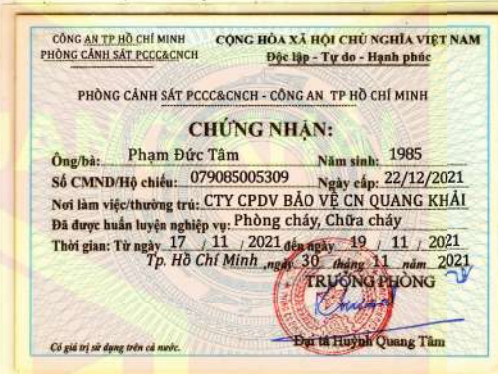 CÔNG AN TP HỒ CHÍ MINH
PHÒNG CẢNH SÁT PCCC&CNCH
CỘNG HÒA XÃ HỘI CHỦ NGHĨA VIỆT NAM
Độc lập - Tự do - Hạnh phúc
PHÒNG CẢNH SÁT PCCC&CNCH - CÔNG AN TP HỒ CHÍ MINH
CHỨNG NHẬN:
Ông/bà: Phạm Đức Tâm Năm sinh: 1985
Số CMND/Hộ chiếu: 079085005309 Ngày cấp: 22/12/2021
Nơi làm việc/thường trú: CTY CPDV BẢO VỆ CN QUANG KHẢI
Đã được huấn luyện nghiệp vụ: Phòng cháy, Chữa cháy
Thời gian: Từ ngày 17 / 11 / 2021 đến ngày 19 / 11 / 2021
Tp. Hồ Chí Minh ,ngày 30 tháng 11 năm 2021
TRƯỞNG PHÒNG
Đại tá Huỳnh Quang Tâm
Có giá trị sử dụng trên cả nước.